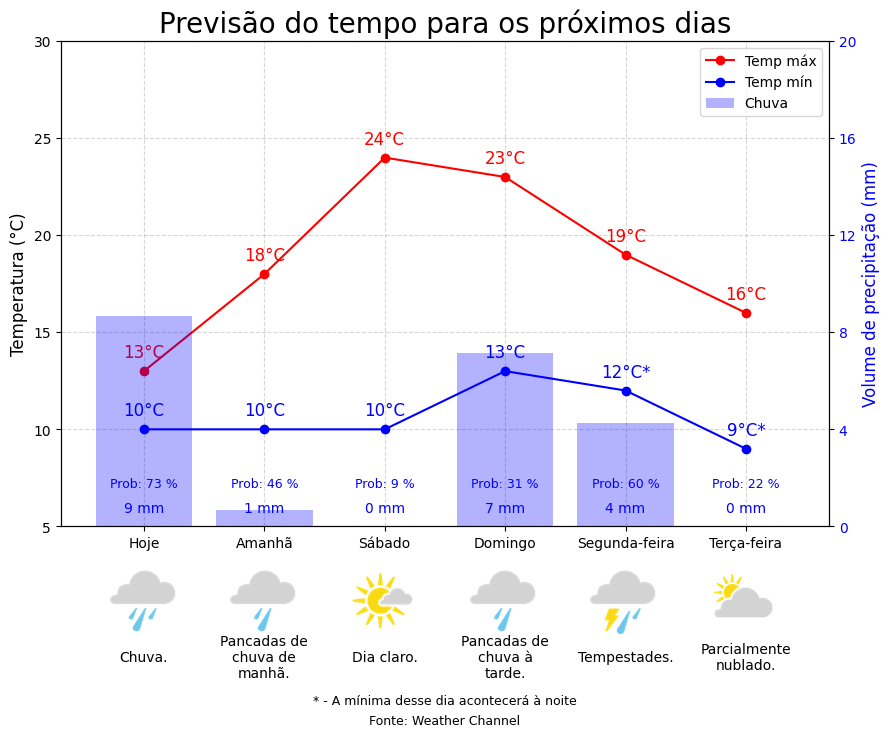 Previsão do tempo para os próximos dias
Temperatura (°C)
30
25
20
15
10
5
Volume de precipitação (mm)
20
16
12
8
4
0
Temp máx
Temp mín
Chuva
13°C
18°C
24°C
23°C
19°C
16°C
10°C
10°C
10°C
13°C
12°C*
9°C*
Prob: 73 %
Prob: 46 %
Prob: 9 %
Prob: 31 %
Prob: 60 %
Prob: 22 %
9 mm
1 mm
0 mm
7 mm
4 mm
0 mm
Hoje
Amanhã
Sábado
Domingo
Segunda-feira
Terça-feira
Chuva.
Pancadas de
chuva de
manhã.
Dia claro.
Pancadas de
chuva à
tarde.
Tempestades.
Parcialmente
nublado.
* - A mínima desse dia acontecerá à noite
Fonte: Weather Channel